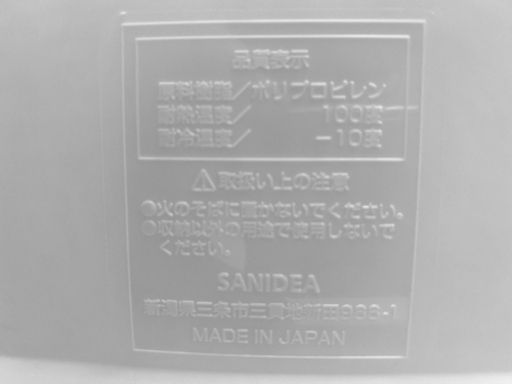 品質表示
原料樹脂／ポリプロピレン
耐熱温度／ 100度
耐冷温度／ −10度
⚠取扱い上の注意
●火のそばに置かないでください。
●収納以外の用途で使用しないで
ください。
SANIDEA
新潟県三条市三貫地新田988-1
MADE IN JAPAN